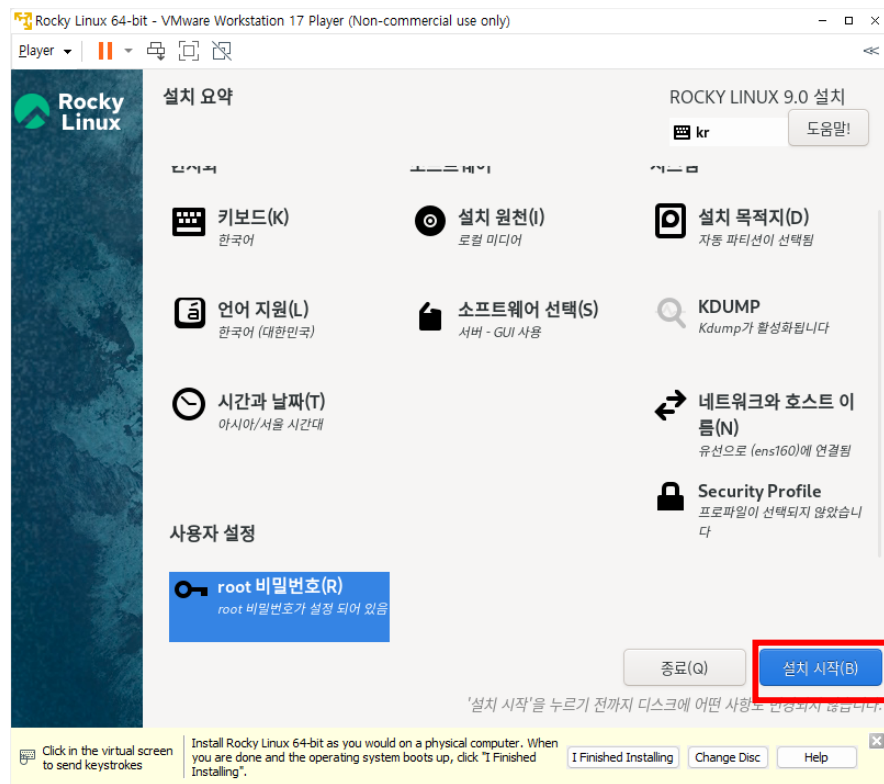 Rocky Linux 64-bit - VMware Workstation 17 Player (Non-commercial use only)
Player
Rocky
Linux
설치 요약
ROCKY LINUX 9.0 설치
kr
도움말!
키보드(K)
한국어
설치 원천(I)
로컬 미디어
설치 목적지(D)
자동 파티션이 선택됨
언어 지원(L)
한국어 (대한민국)
소프트웨어 선택(S)
서버 - GUI 사용
KDUMP
Kdump가 활성화됩니다
시간과 날짜(T)
아시아/서울 시간대
네트워크와 호스트 이
름(N)
유선으로 (ens160)에 연결됨
Security Profile
프로파일이 선택되지 않았습니
다
사용자 설정
root 비밀번호(R)
root 비밀번호가 설정 되어 있음
종료(Q)
설치 시작(B)
'설치 시작'을 누르기 전까지 디스크에 어떤 사항도 변경되지 않습니다.
Click in the virtual screen
to send keystrokes
Install Rocky Linux 64-bit as you would on a physical computer. When
you are done and the operating system boots up, click "I Finished
Installing".
I Finished Installing
Change Disc
Help